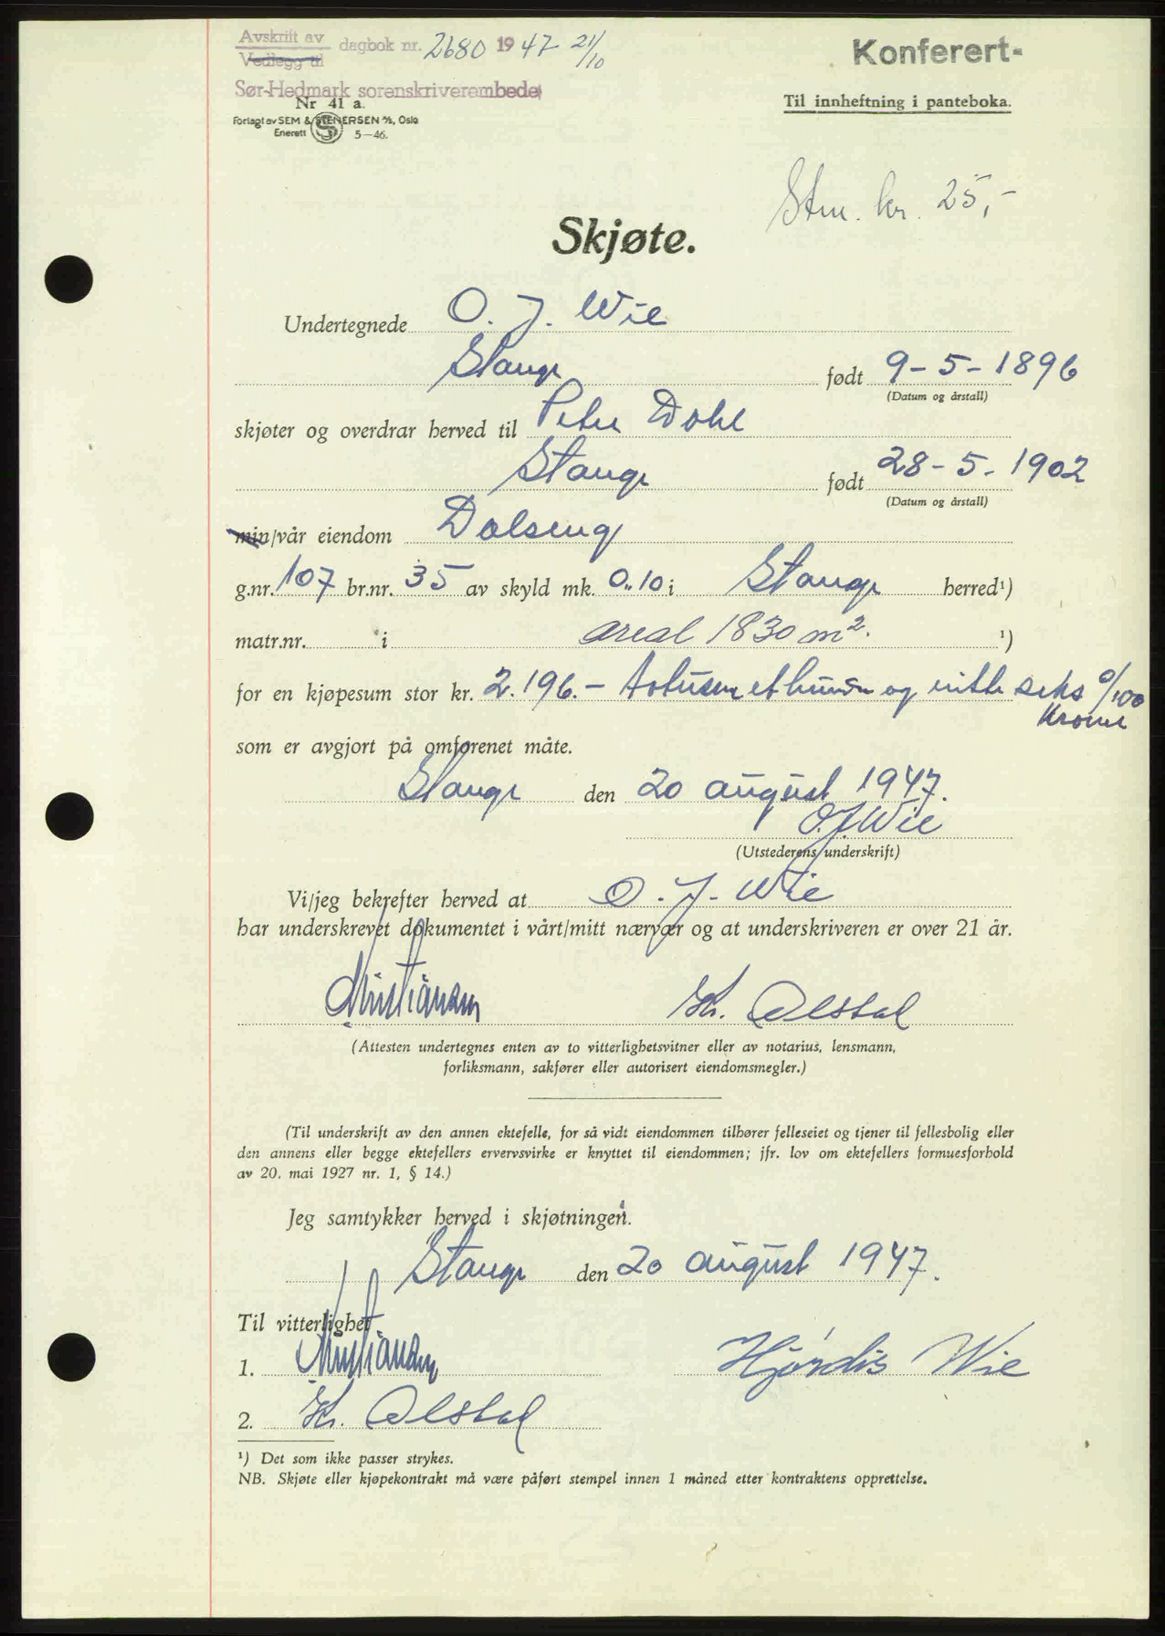 Avskrift av
Vedlegg til
dagbok nr. 2680 1947 21/10
Sør-Hedmark sorenskriverembede
Konferert-
Nr 41 a.
Forlagt av SEM & STENERSEN A/S, Oslo
Enerett 5-46.
Til innheftning i panteboka.
Stm. kr. 25,-
Skjøte.
Undertegnede O. J. Wie
Stange født 9-5-1896
(Datum og årstall)
skjøter og overdrar herved til Peter Dohl
Stange født 28-5-1902
(Datum og årstall)
min/vår eiendom Dalseng
g.nr. 107 br.nr. 35 av skyld mk. 0.10 i Stange herred¹)
matr.nr. i areal 1830 m². ¹)
for en kjøpesum stor kr. 2.196.- totusen et hundre og nitti seks 0/100
Kroner
som er avgjort på omforenet måte.
Stange den 20 august 1947.
O.J. Wie
(Utstederens underskrift)
Vi/jeg bekrefter herved at O. J. Wie
har underskrevet dokumentet i vårt/mitt nærvær og at underskriveren er over 21 år.
Kristiansen Kr. Olstad
(Attesten undertegnes enten av to vitterlighetsvitner eller av notarius, lensmann,
forliksmann, sakfører eller autorisert eiendomsmegler.)
(Til underskrift av den annen ektefelle, for så vidt eiendommen tilhører felleseiet og tjener til fellesbolig eller
den annens eller begge ektefellers ervervsvirke er knyttet til eiendommen; jfr. lov om ektefellers formuesforhold
av 20. mai 1927 nr. 1, § 14.)
Jeg samtykker herved i skjøtningen.
Stange den 20 august 1947.
Til vitterlighet
1. Kristiansen Hjørdis Wie
2. Kr. Olstad
¹) Det som ikke passer strykes.
NB. Skjøte eller kjøpekontrakt må være påført stempel innen 1 måned etter kontraktens opprettelse.